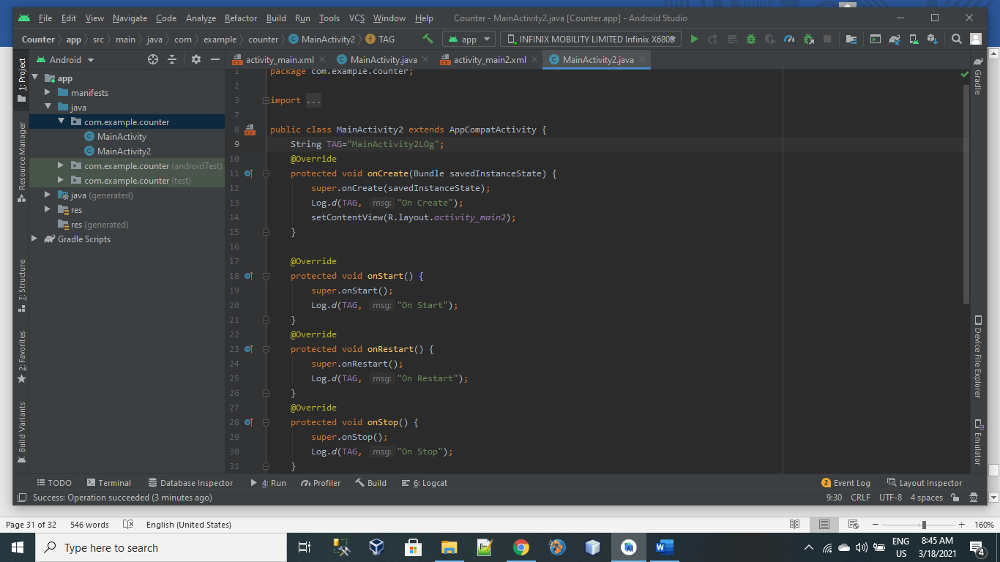 File Edit View Navigate Code Analyze Refactor Build Run Tools VCS Window Help Counter - MainActivity2.java [Counter.app] - Android Studio
Counter app src main java com example counter MainActivity2 TAG app INFINIX MOBILITY LIMITED Infinix X680B
Android activity_main.xml MainActivity.java activity_main2.xml MainActivity2.java
1: Project
Resource Manager
7: Structure
2: Favorites
Build Variants
app
manifests
java
com.example.counter
MainActivity
MainActivity2
com.example.counter (androidTest)
com.example.counter (test)
java (generated)
res
res (generated)
Gradle Scripts
1 package com.example.counter;
2
3 import ...
7
8 public class MainActivity2 extends AppCompatActivity {
9 String TAG="MainActivity2LOg";
10 @Override
11 protected void onCreate(Bundle savedInstanceState) {
12 super.onCreate(savedInstanceState);
13 Log.d(TAG, msg: "On Create");
14 setContentView(R.layout.activity_main2);
15 }
16
17 @Override
18 protected void onStart() {
19 super.onStart();
20 Log.d(TAG, msg: "On Start");
21 }
22 @Override
23 protected void onRestart() {
24 super.onRestart();
25 Log.d(TAG, msg: "On Restart");
26 }
27 @Override
28 protected void onStop() {
29 super.onStop();
30 Log.d(TAG, msg: "On Stop");
31 }
Gradle
Device File Explorer
Emulator
TODO Terminal Database Inspector 4: Run Profiler Build 6: Logcat 2 Event Log Layout Inspector
Success: Operation succeeded (3 minutes ago) 9:30 CRLF UTF-8 4 spaces
Page 31 of 32 546 words English (United States) 160%
Type here to search ENG 8:45 AM
US 3/18/2021 4